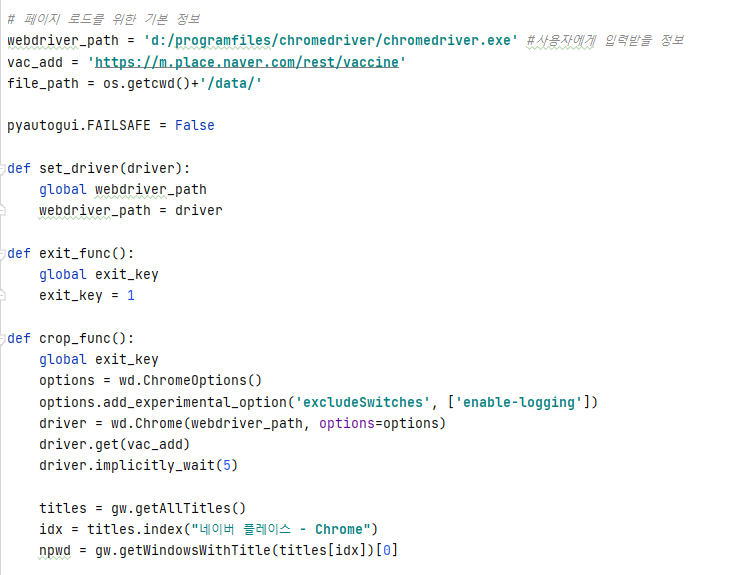 # 페이지 로드를 위한 기본 정보
webdriver_path = 'd:/programfiles/chromedriver/chromedriver.exe' #사용자에게 입력받을 정보
vac_add = 'https://m.place.naver.com/rest/vaccine'
file_path = os.getcwd()+'/data/'

pyautogui.FAILSAFE = False

def set_driver(driver):
    global webdriver_path
    webdriver_path = driver

def exit_func():
    global exit_key
    exit_key = 1

def crop_func():
    global exit_key
    options = wd.ChromeOptions()
    options.add_experimental_option('excludeSwitches', ['enable-logging'])
    driver = wd.Chrome(webdriver_path, options=options)
    driver.get(vac_add)
    driver.implicitly_wait(5)

    titles = gw.getAllTitles()
    idx = titles.index("네이버 플레이스 - Chrome")
    npwd = gw.getWindowsWithTitle(titles[idx])[0]